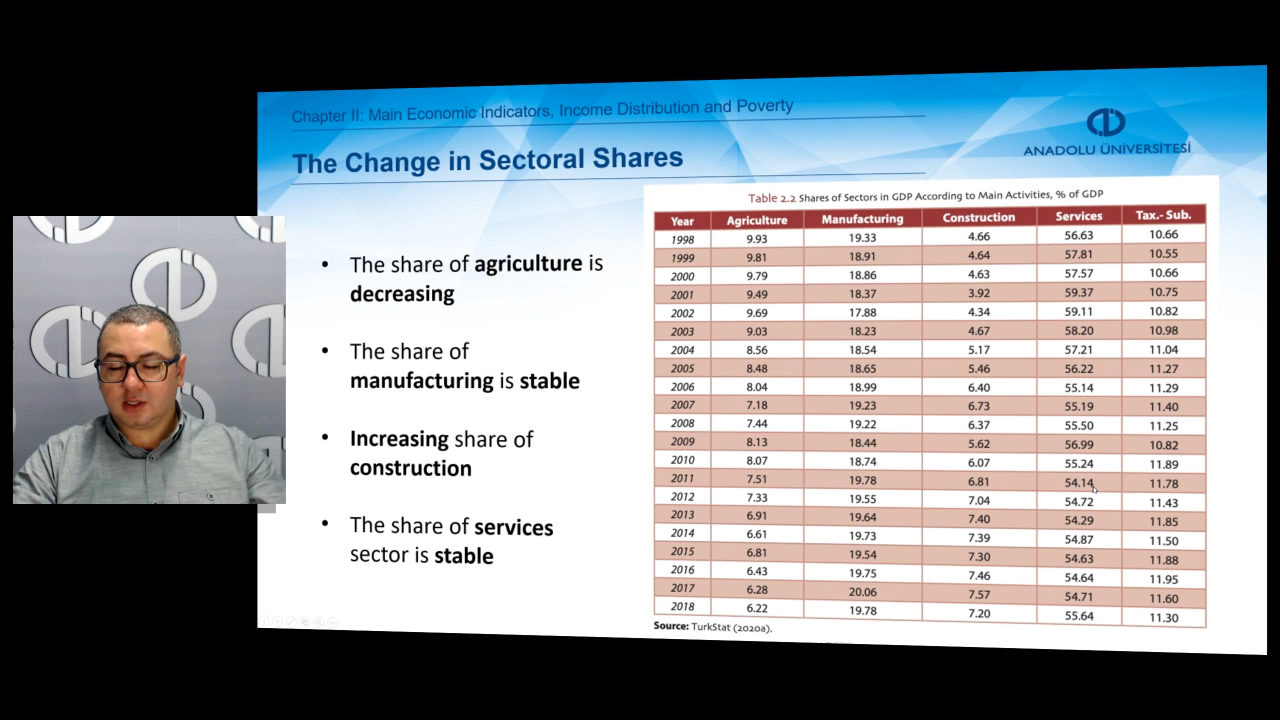 Chapter II: Main Economic Indicators, Income Distribution and Poverty
The Change in Sectoral Shares
ANADOLU ÜNİVERSİTESİ
• The share of agriculture is
decreasing
• The share of
manufacturing is stable
• Increasing share of
construction
• The share of services
sector is stable
Table 2.2 Shares of Sectors in GDP According to Main Activities, % of GDP
Year Agriculture Manufacturing Construction Services Tax.- Sub.
1998 9.93 19.33 4.66 56.63 10.66
1999 9.81 18.91 4.64 57.81 10.55
2000 9.79 18.86 4.63 57.57 10.66
2001 9.49 18.37 3.92 59.37 10.75
2002 9.69 17.88 4.34 59.11 10.82
2003 9.03 18.23 4.67 58.20 10.98
2004 8.56 18.54 5.17 57.21 11.04
2005 8.48 18.65 5.46 56.22 11.27
2006 8.04 18.99 6.40 55.14 11.29
2007 7.18 19.23 6.73 55.19 11.40
2008 7.44 19.22 6.37 55.50 11.25
2009 8.13 18.44 5.62 56.99 10.82
2010 8.07 18.74 6.07 55.24 11.89
2011 7.51 19.78 6.81 54.14 11.78
2012 7.33 19.55 7.04 54.72 11.43
2013 6.91 19.64 7.40 54.29 11.85
2014 6.61 19.73 7.39 54.87 11.50
2015 6.81 19.54 7.30 54.63 11.88
2016 6.43 19.75 7.46 54.64 11.95
2017 6.28 20.06 7.57 54.71 11.60
2018 6.22 19.78 7.20 55.64 11.30
Source: TurkStat (2020a).